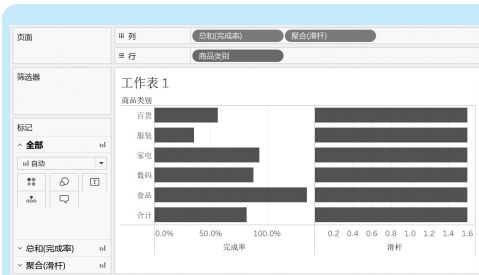 页面
列
总和(完成率)
聚合(滑杆)
行
商品类别
筛选器
工作表 1
商品类别
百货
服装
家电
数码
食品
合计
0.0% 50.0% 100.0%
0.2 0.4 0.6 0.8 1.0 1.2 1.4 1.6
完成率
滑杆
标记
全部
自动
T
总和(完成率)
聚合(滑杆)